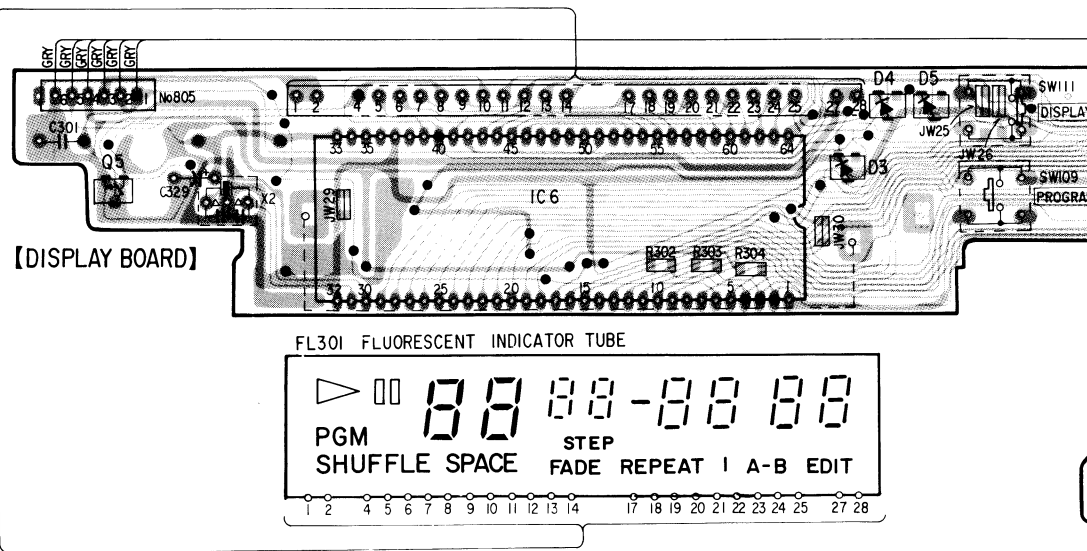 GRY GRY GRY GRY GRY GRY
No805
1 2 4 5 6 7 8 9 10 11 12 13 14 17 18 19 20 21 22 23 24 25 27 28
D4 D5
SW111
DISPLAY
JW25
C301
33 35 40 45 50 55 60 64
JW26
Q5
D3
C329
X2
SW109
PROGRA
JW29
IC6
JW30
【DISPLAY BOARD】
R302 R303 R304
32 30 25 20 15 10 5 1
FL301 FLUORESCENT INDICATOR TUBE
88 88-88 88
PGM
STEP
SHUFFLE SPACE FADE REPEAT 1 A-B EDIT
1 2 4 5 6 7 8 9 10 11 12 13 14 17 18 19 20 21 22 23 24 25 27 28